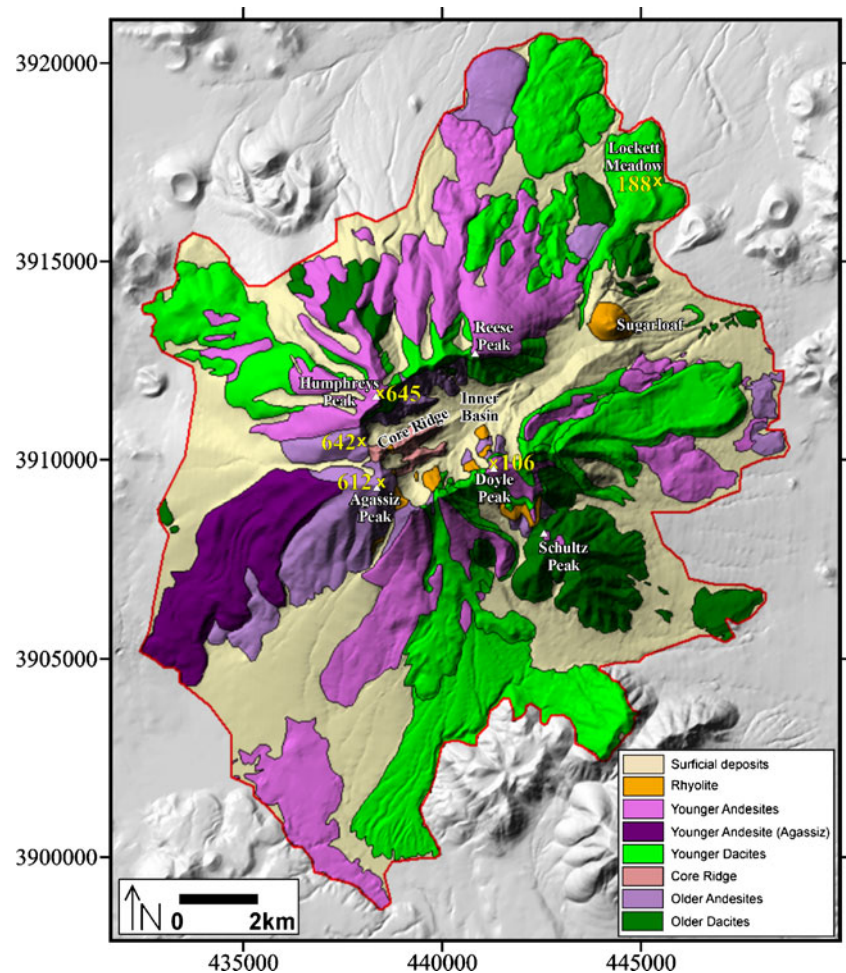 3920000
3915000
3910000
3905000
3900000
435000
440000
445000
Lockett
Meadow
188
Sugarloaf
Reese
Peak
Humphreys
Peak
645
Inner
Basin
Core Ridge
642
612
Agassiz
Peak
106
Doyle
Peak
Schultz
Peak
Surficial deposits
Rhyolite
Younger Andesites
Younger Andesite (Agassiz)
Younger Dacites
Core Ridge
Older Andesites
Older Dacites
N
0 2km